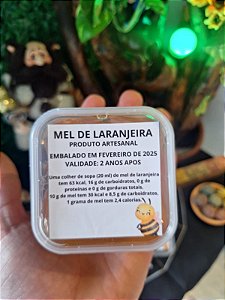 MEL DE LARANJEIRA
PRODUTO ARTESANAL
EMBALADO EM FEVEREIRO DE 2025
VALIDADE: 2 ANOS APOS
Uma colher de sopa (20 ml) do mel de laranjeira
tem 63 kcal, 16 g de carboidratos, 0 g de
proteínas e 0 g de gorduras totais.
10 g de mel tem 30 kcal e 8,5 g de carboidratos.
1 grama de mel tem 2,4 calorias.